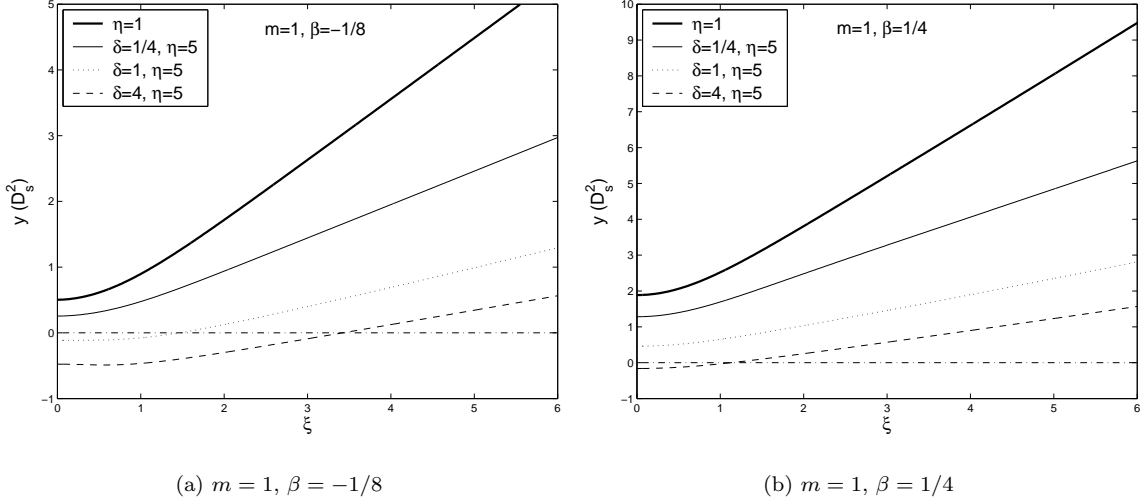 η=1
δ=1/4, η=5
δ=1, η=5
δ=4, η=5
m=1, β=−1/8
y (D_s^2)
5
4
3
2
1
0
−1
0 1 2 3 4 5 6
ξ
(a) m = 1, β = −1/8
η=1
δ=1/4, η=5
δ=1, η=5
δ=4, η=5
m=1, β=1/4
y (D_s^2)
10
9
8
7
6
5
4
3
2
1
0
−1
0 1 2 3 4 5 6
ξ
(b) m = 1, β = 1/4